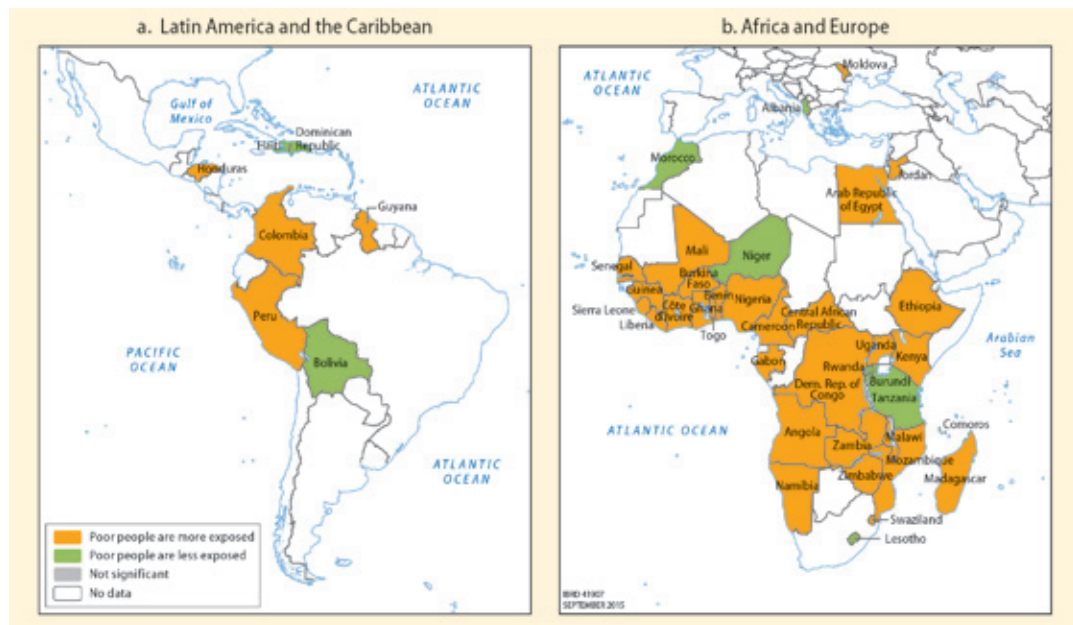 a. Latin America and the Caribbean
ATLANTIC
OCEAN
Gulf of
Mexico
Dominican
Haiti Republic
Honduras
Guyana
Colombia
Peru
PACIFIC
OCEAN
Bolivia
ATLANTIC
OCEAN
Poor people are more exposed
Poor people are less exposed
Not significant
No data
b. Africa and Europe
Moldova
ATLANTIC
OCEAN
Albania
Morocco
Jordan
Arab Republic
of Egypt
Mali
Niger
Senegal
Burkina
Faso
Guinea
Benin
Nigeria
Ethiopia
Sierra Leone
Côte
d'Ivoire
Ghana
Central African
Republic
Liberia
Togo
Cameroon
Uganda
Kenya
Arabian
Sea
Gabon
Rwanda
Dem. Rep. of
Congo
Burundi
Tanzania
ATLANTIC OCEAN
Angola
Comoros
Malawi
Zambia
Mozambique
Zimbabwe
Madagascar
Namibia
Swaziland
Lesotho
IBRD 41907
SEPTEMBER 2015